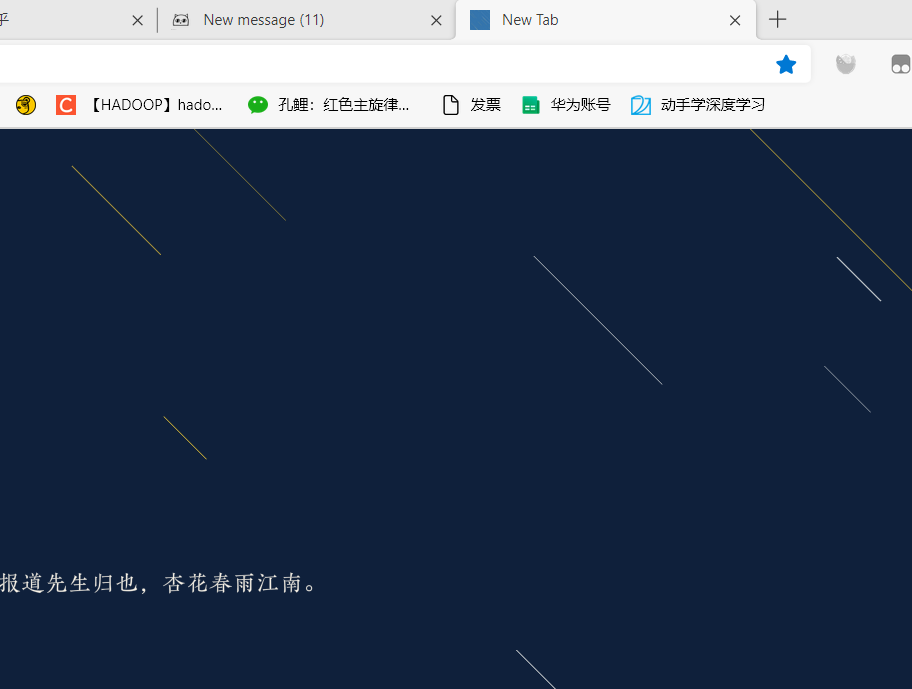 乎 New message (11) New Tab
C 【HADOOP】hado... 孔鲤：红色主旋律... 发票 华为账号 动手学深度学习
报道先生归也，杏花春雨江南。